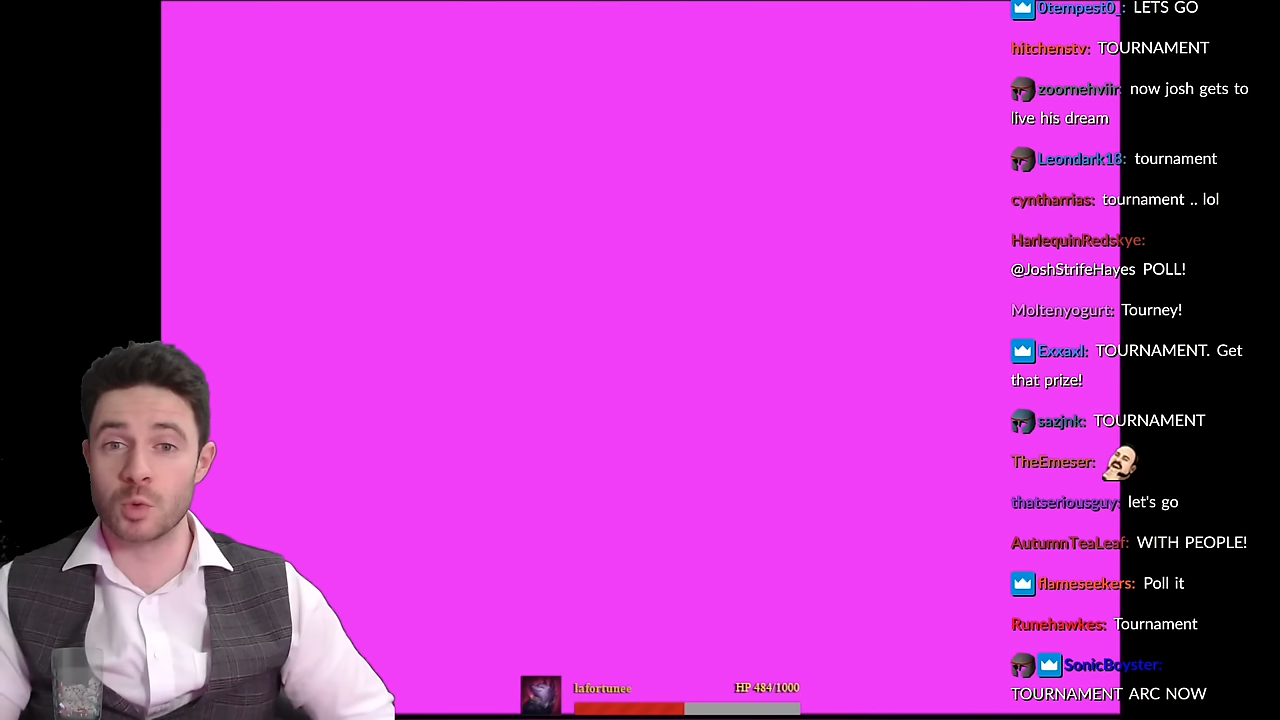 0tempest0_: LETS GO
hitchenstv: TOURNAMENT
zoornehviir: now josh gets to
live his dream
Leondark18: tournament
cyntharrias: tournament .. lol
HarlequinRedskye:
@JoshStrifeHayes POLL!
Moltenyogurt: Tourney!
Exxaxl: TOURNAMENT. Get
that prize!
sazjnk: TOURNAMENT
TheEmeser:
thatseriousguy: let's go
AutumnTeaLeaf: WITH PEOPLE!
flameseekers: Poll it
Runehawkes: Tournament
SonicBoyster:
TOURNAMENT ARC NOW
lafortunee HP 484/1000